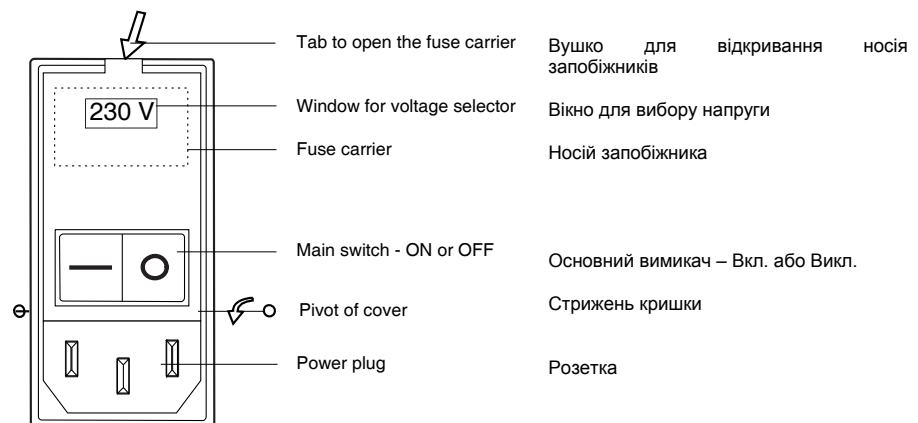 Tab to open the fuse carrier
Вушко для відкривання носія
запобіжників
230 V
Window for voltage selector
Вікно для вибору напруги
Fuse carrier
Носій запобіжника
Main switch - ON or OFF
Основний вимикач – Вкл. або Викл.
Pivot of cover
Стрижень кришки
Power plug
Розетка